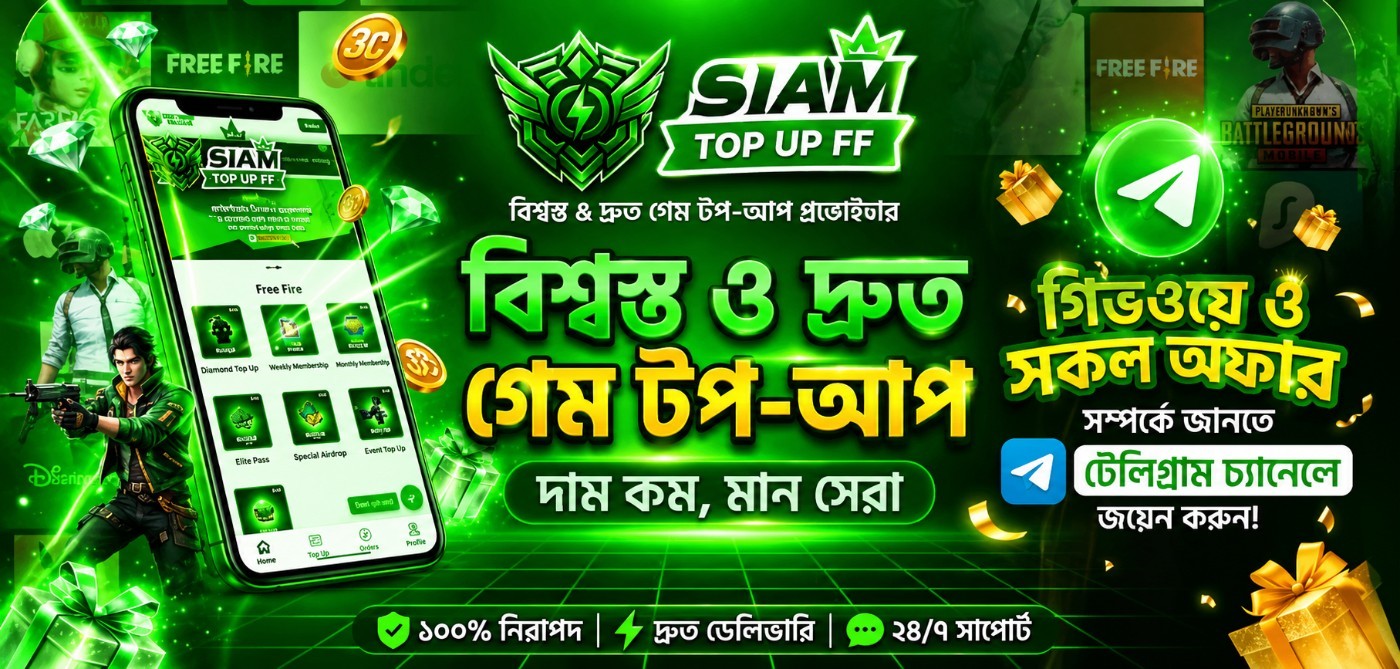 FREE FIRE
SIAM
TOP UP FF
বিশ্বস্ত & দ্রুত গেম টপ-আপ প্রভোইডার
বিশ্বস্ত ও দ্রুত
গেম টপ-আপ
দাম কম, মান সেরা
SIAM
TOP UP FF
Free Fire
Diamond Top Up
Weekly Membership
Monthly Membership
Elite Pass
Special Airdrop
Event Top Up
Home
Top Up
Orders
Profile
FREE FIRE
PLAYERUNKNOWN'S
BATTLEGROUNDS
MOBILE
গিভওয়ে ও
সকল অফার
সম্পর্কে জানতে
টেলিগ্রাম চ্যানেলে
জয়েন করুন!
১০০% নিরাপদ
দ্রুত ডেলিভারি
২৪/৭ সাপোর্ট